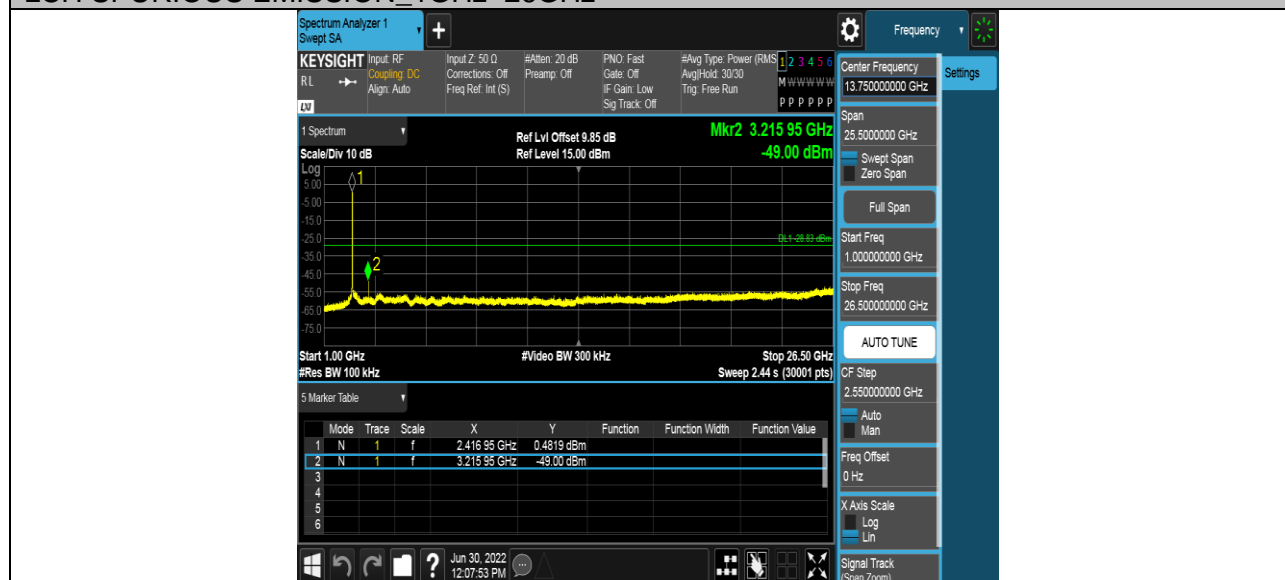 Spectrum Analyzer 1
Swept SA
+
Frequency
KEYSIGHT
RL
LXI
Input: RF
Coupling: DC
Align: Auto
Input Z: 50 Ω
Corrections: Off
Freq Ref: Int (S)
#Atten: 20 dB
Preamp: Off
PNO: Fast
Gate: Off
IF Gain: Low
Sig Track: Off
#Avg Type: Power (RMS
Avg|Hold: 30/30
Trig: Free Run
1 2 3 4 5 6
M W W W W W
P P P P P P
Settings
Center Frequency
13.750000000 GHz
Span
25.5000000 GHz
Swept Span
Zero Span
Full Span
Start Freq
1.000000000 GHz
Stop Freq
26.500000000 GHz
AUTO TUNE
CF Step
2.550000000 GHz
Auto
Man
Freq Offset
0 Hz
X Axis Scale
Log
Lin
Signal Track
(Span Zoom)
1 Spectrum
Scale/Div 10 dB
Ref Lvl Offset 9.85 dB
Ref Level 15.00 dBm
Mkr2 3.215 95 GHz
-49.00 dBm
Log
5.00
-5.00
-15.0
-25.0
-35.0
-45.0
-55.0
-65.0
-75.0
1
2
DL1 -28.83 dBm
Start 1.00 GHz
#Res BW 100 kHz
#Video BW 300 kHz
Stop 26.50 GHz
Sweep 2.44 s (30001 pts)
5 Marker Table
Mode Trace Scale X Y Function Function Width Function Value
1 N 1 f 2.416 95 GHz 0.4819 dBm
2 N 1 f 3.215 95 GHz -49.00 dBm
3
4
5
6
?
Jun 30, 2022
12:07:53 PM